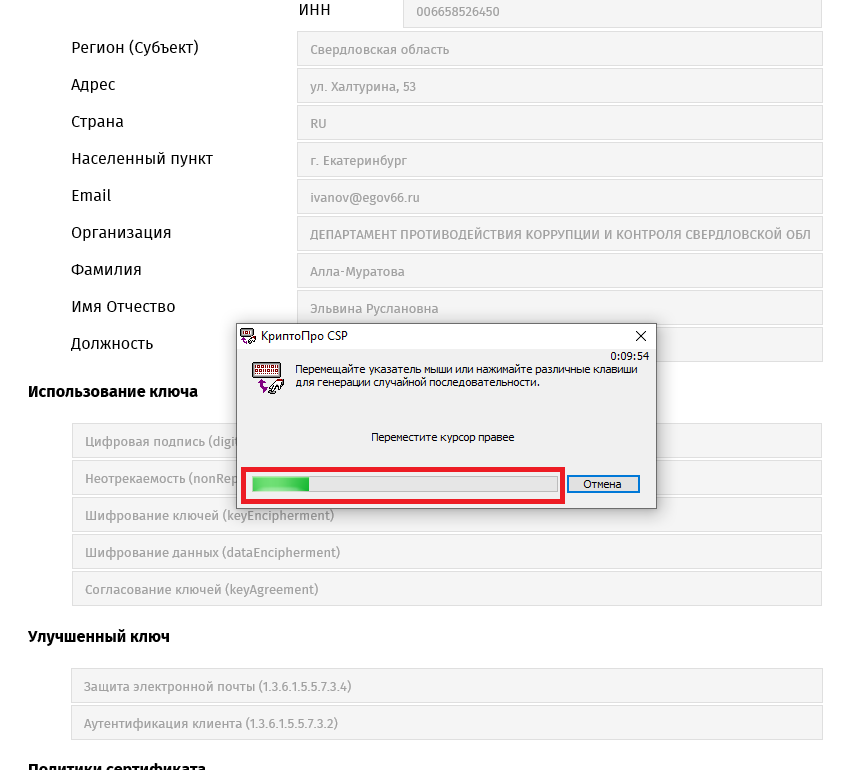 ИНН 006658526450
Регион (Субъект) Свердловская область
Адрес ул. Халтурина, 53
Страна RU
Населенный пункт г. Екатеринбург
Email ivanov@egov66.ru
Организация ДЕПАРТАМЕНТ ПРОТИВОДЕЙСТВИЯ КОРРУПЦИИ И КОНТРОЛЯ СВЕРДЛОВСКОЙ ОБЛ
Фамилия Алла-Муратова
Имя Отчество Эльвина Руслановна
Должность
КриптоПро CSP
0:09:54
Перемещайте указатель мыши или нажимайте различные клавиши
для генерации случайной последовательности.
Переместите курсор правее
Отмена
Использование ключа
Цифровая подпись (digit
Неотрекаемость (nonRep
Шифрование ключей (keyEncipherment)
Шифрование данных (dataEncipherment)
Согласование ключей (keyAgreement)
Улучшенный ключ
Защита электронной почты (1.3.6.1.5.5.7.3.4)
Аутентификация клиента (1.3.6.1.5.5.7.3.2)
Политики сертификата